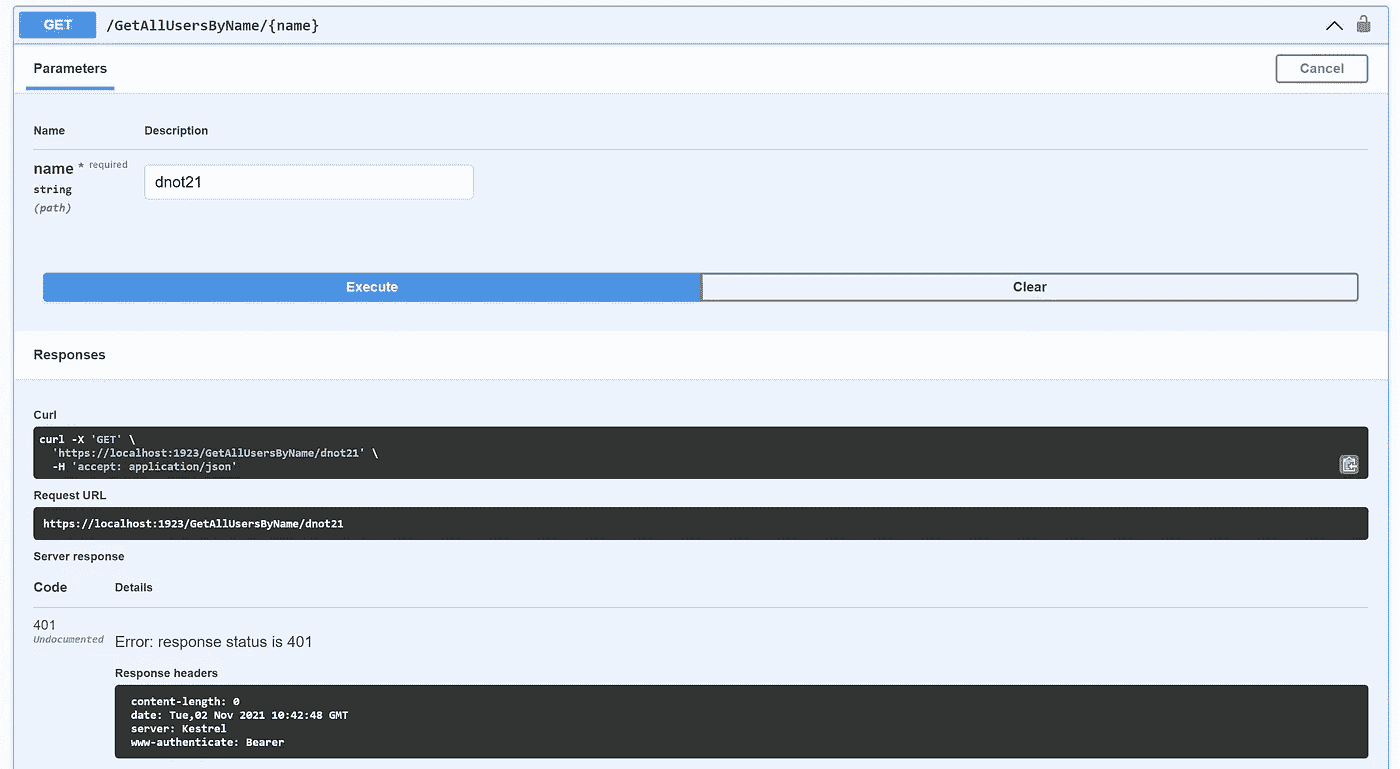 GET /GetAllUsersByName/{name}
Parameters
Cancel
Name Description
name * required
string
(path)
dnot21
Execute Clear
Responses
Curl
curl -X 'GET' \
'https://localhost:1923/GetAllUsersByName/dnot21' \
-H 'accept: application/json'
Request URL
https://localhost:1923/GetAllUsersByName/dnot21
Server response
Code Details
401
Undocumented
Error: response status is 401
Response headers
content-length: 0
date: Tue,02 Nov 2021 10:42:48 GMT
server: Kestrel
www-authenticate: Bearer